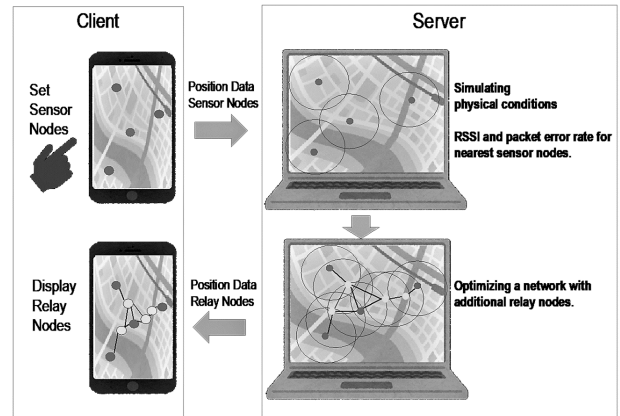 Client
Server
Set
Sensor
Nodes
Position Data
Sensor Nodes
Simulating
physical conditions
RSSI and packet error rate for
nearest sensor nodes.
Display
Relay
Nodes
Position Data
Relay Nodes
Optimizing a network with
additional relay nodes.